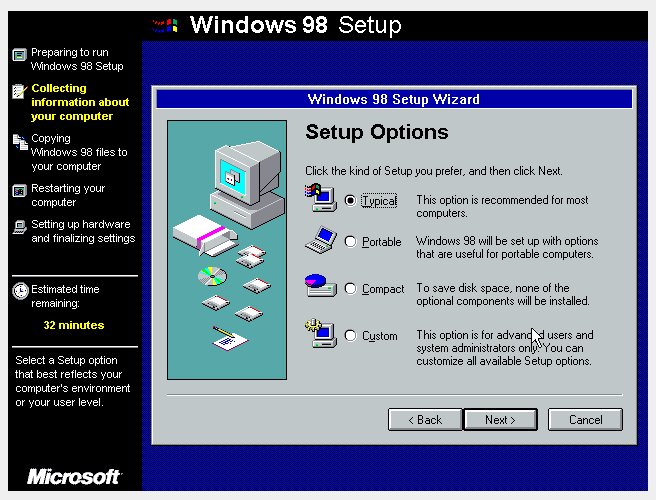 Windows 98 Setup
Preparing to run
Windows 98 Setup
Collecting
information about
your computer
Copying
Windows 98 files to
your computer
Restarting your
computer
Setting up hardware
and finalizing settings
Estimated time
remaining:
32 minutes
Select a Setup option
that best reflects your
computer's environment
or your user level.
Microsoft
Windows 98 Setup Wizard
Setup Options
Click the kind of Setup you prefer, and then click Next.
Typical
This option is recommended for most
computers.
Portable
Windows 98 will be set up with options
that are useful for portable computers.
Compact
To save disk space, none of the
optional components will be installed.
Custom
This option is for advanced users and
system administrators only. You can
customize all available Setup options.
< Back
Next >
Cancel